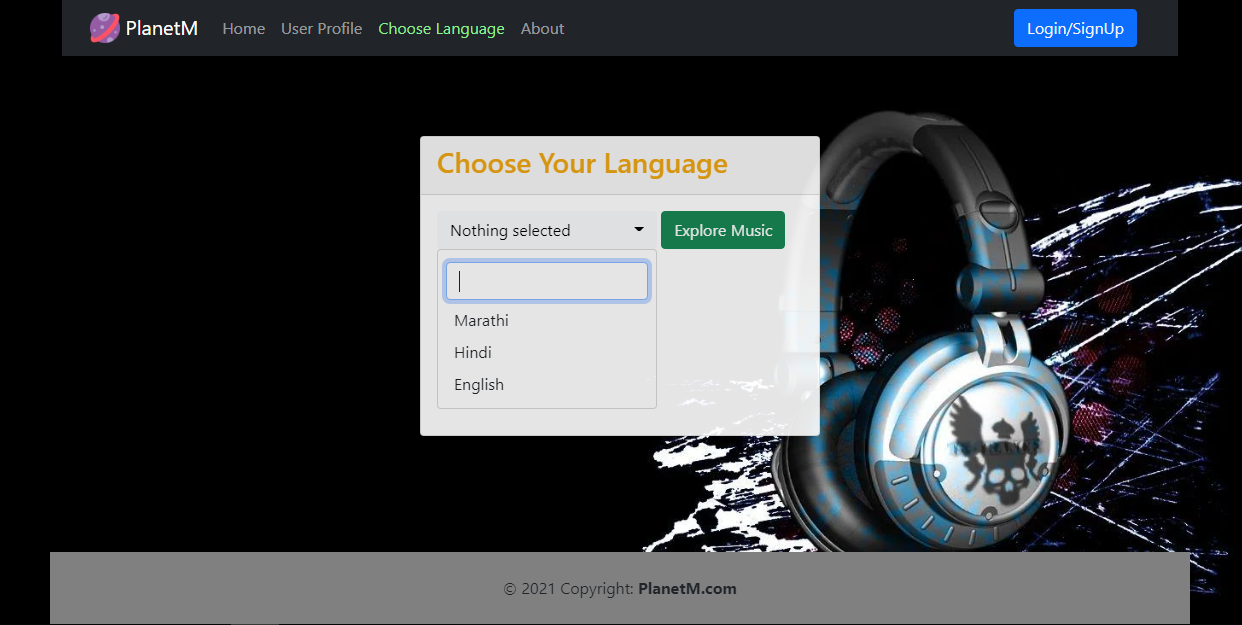 PlanetM Home User Profile Choose Language About Login/SignUp
Choose Your Language
Nothing selected Explore Music
Marathi
Hindi
English
© 2021 Copyright: PlanetM.com